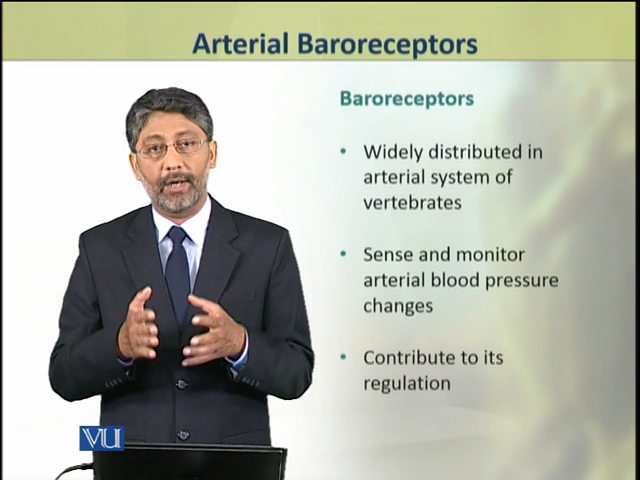 Arterial Baroreceptors
Baroreceptors
• Widely distributed in
arterial system of
vertebrates
• Sense and monitor
arterial blood pressure
changes
• Contribute to its
regulation
VU